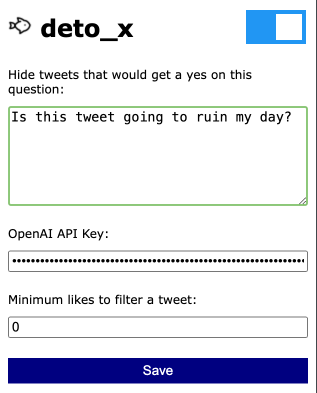 deto_x
Hide tweets that would get a yes on this
question:
Is this tweet going to ruin my day?
OpenAI API Key:
••••••••••••••••••••••••••••••••••••••••••••••••••••
Minimum likes to filter a tweet:
0
Save